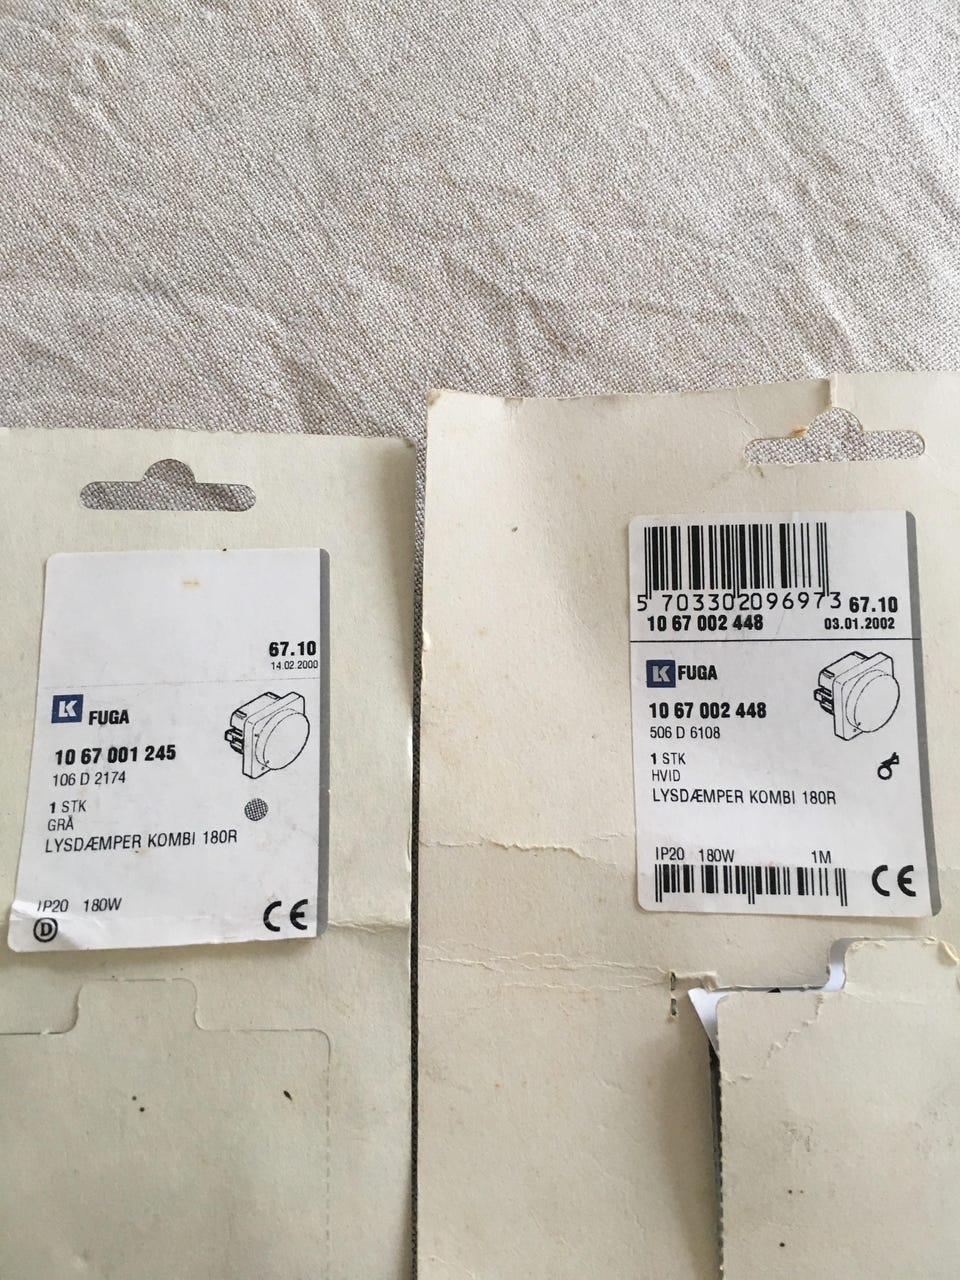 67.10
14.02.2000
LK FUGA
10 67 001 245
106 D 2174
1 STK
GRÅ
LYSDÆMPER KOMBI 180R
IP20 180W
D
CE
5 703302 096973 67.10
10 67 002 448 03.01.2002
LK FUGA
10 67 002 448
506 D 6108
1 STK
HVID
LYSDÆMPER KOMBI 180R
IP20 180W 1M
CE